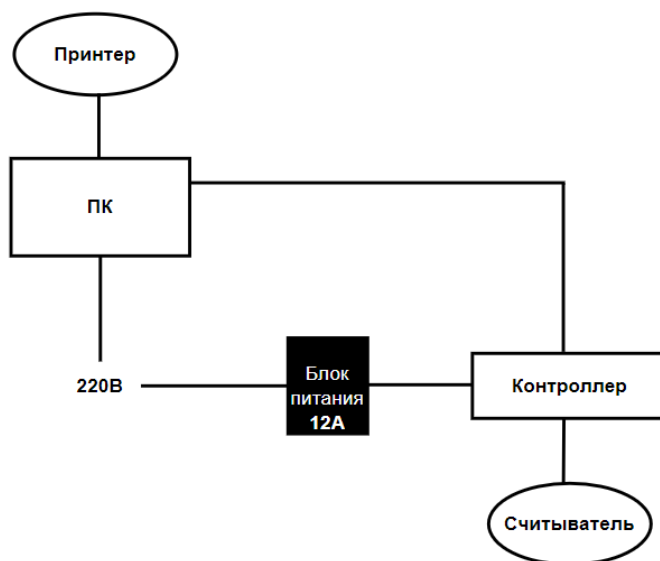 Принтер
ПК
220В
Блок
питания
12А
Контроллер
Считыватель